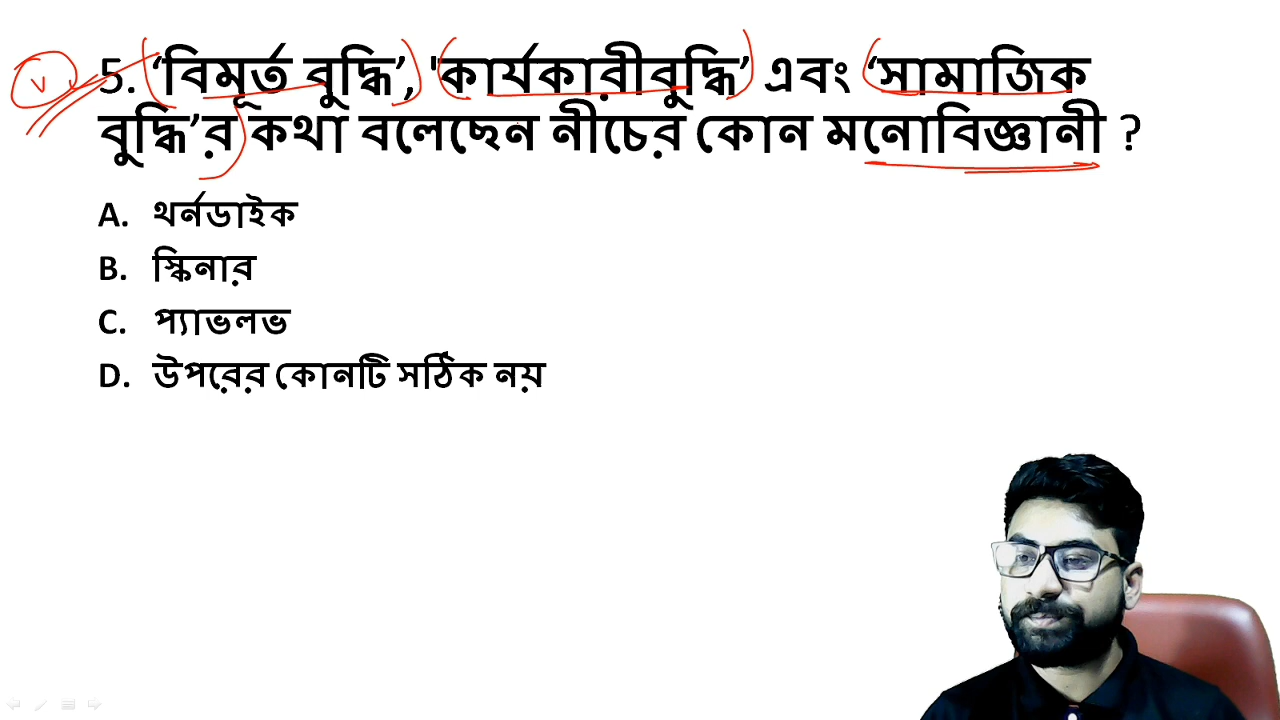 5. ‘বিমূর্ত বুদ্ধি’, 'কার্যকারীবুদ্ধি’ এবং ‘সামাজিক
বুদ্ধি’র কথা বলেছেন নীচের কোন মনোবিজ্ঞানী ?
A. থর্নডাইক
B. স্কিনার
C. প্যাভলভ
D. উপরের কোনটি সঠিক নয়